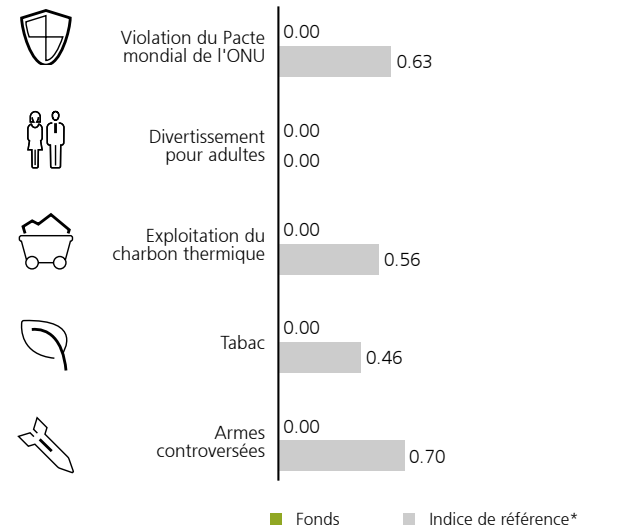 Violation du Pacte
mondial de l'ONU
0.00
0.63
Divertissement
pour adultes
0.00
0.00
Exploitation du
charbon thermique
0.00
0.56
Tabac
0.00
0.46
Armes
controversées
0.00
0.70
Fonds
Indice de référence*